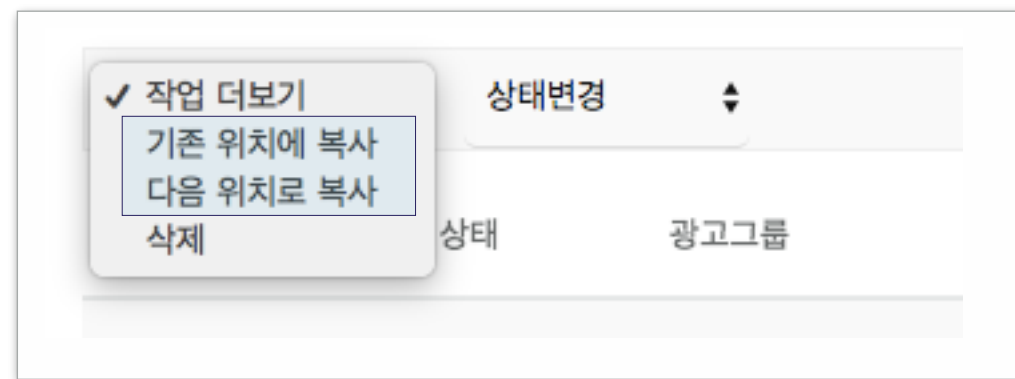 ✓ 작업 더보기
상태변경
기존 위치에 복사
다음 위치로 복사
삭제
상태
광고그룹